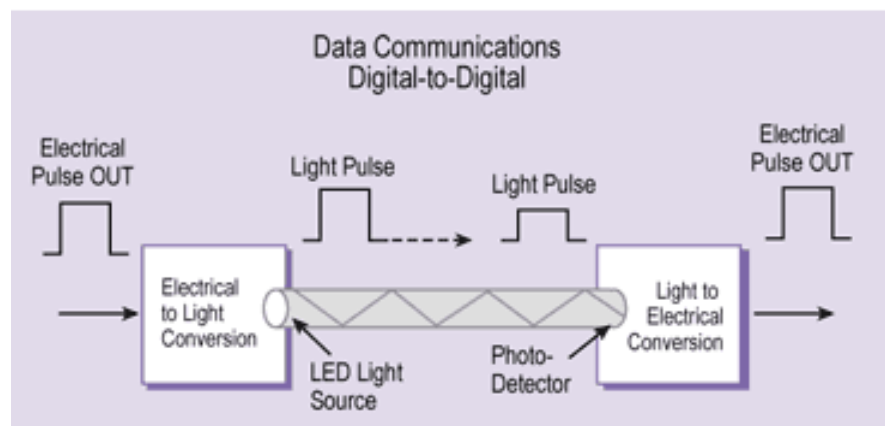 Data Communications
Digital-to-Digital
Electrical
Pulse OUT
Light Pulse
Light Pulse
Electrical
Pulse OUT
Electrical
to Light
Conversion
LED Light
Source
Photo-
Detector
Light to
Electrical
Conversion